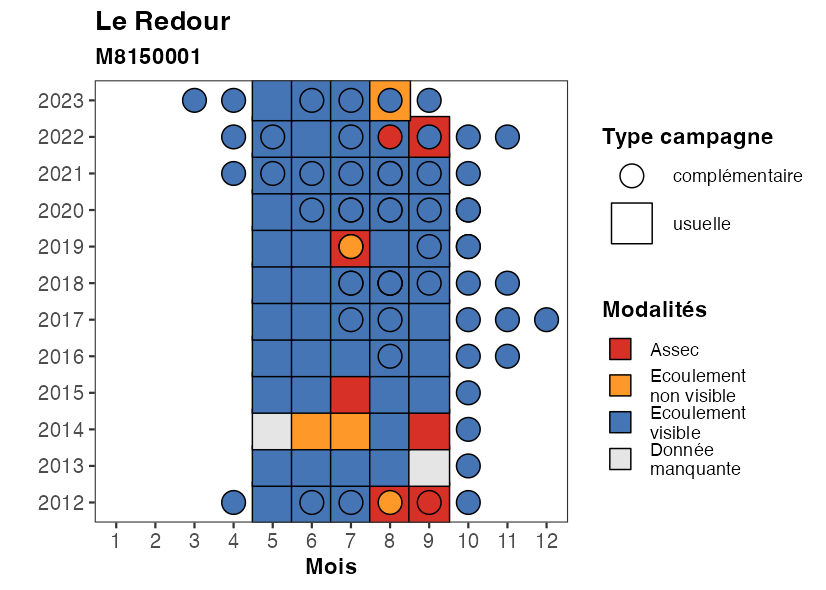 Le Redour
M8150001
2023
2022
2021
2020
2019
2018
2017
2016
2015
2014
2013
2012
1 2 3 4 5 6 7 8 9 10 11 12
Mois
Type campagne
complémentaire
usuelle
Modalités
Assec
Ecoulement
non visible
Ecoulement
visible
Donnée
manquante